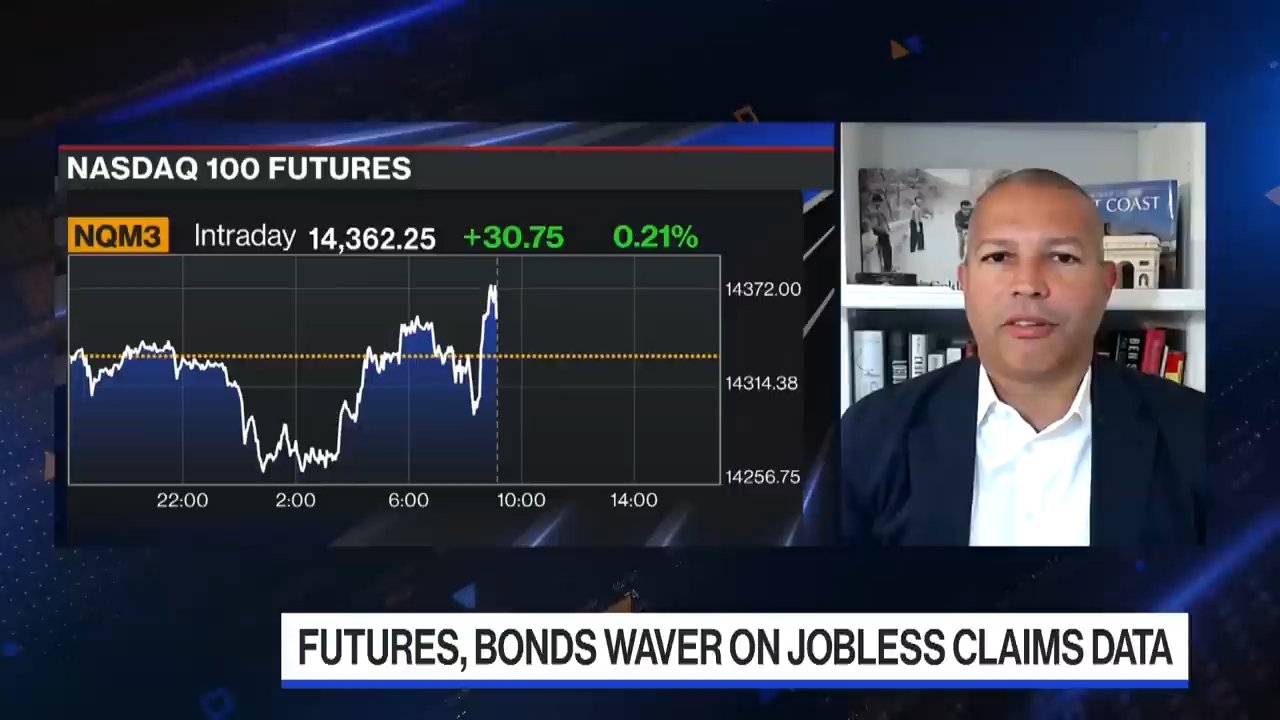 NASDAQ 100 FUTURES
NQM3 Intraday 14,362.25 +30.75 0.21%
14372.00
14314.38
14256.75
22:00 2:00 6:00 10:00 14:00
COAST
FUTURES, BONDS WAVER ON JOBLESS CLAIMS DATA